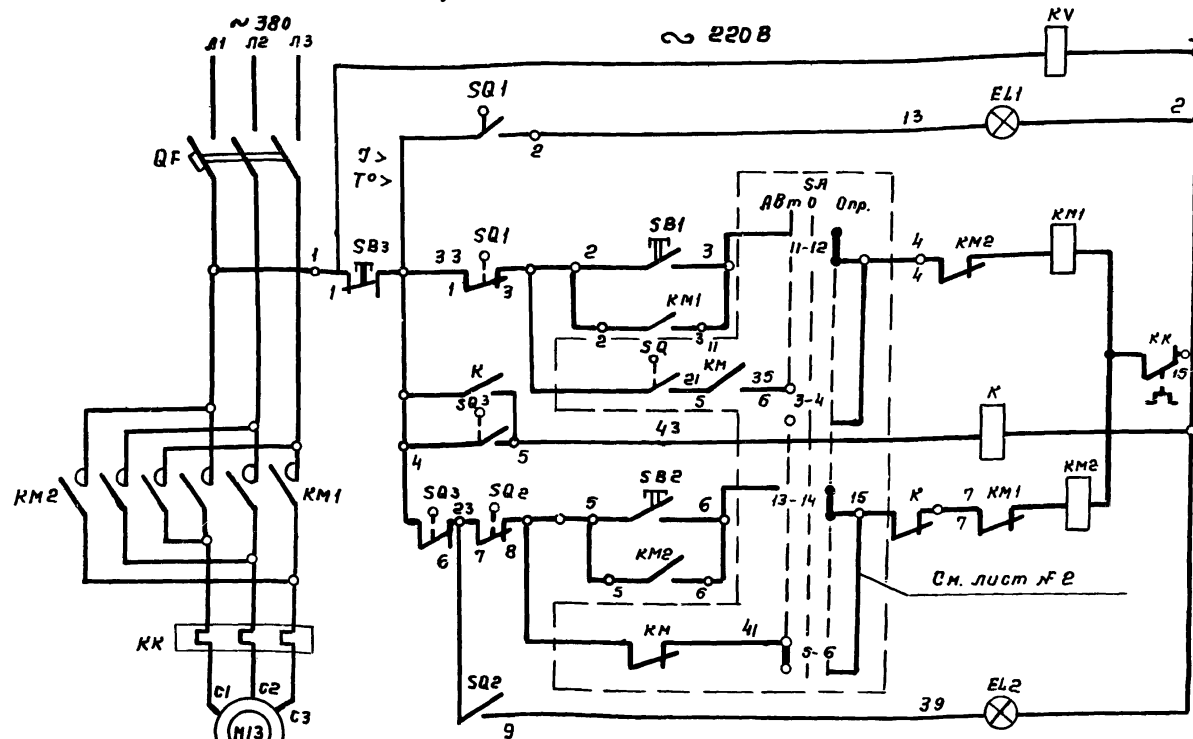 ~ 380
Л1 Л2 Л3
~ 220 В
KV
SQ1
2
13
EL1
2
QF
J>
T°>
SA
Авт О Опр.
1
SB3
1
33
SQ1
1
3
2
SB1
3
11-12
4
4
KM2
KM1
2
KM1
3
11
SQ
21
5
KM
35
6
3-4
KK
15
K
SQ3
4
5
43
K
KM2
KM1
SQ3
6
23
SQ2
7
8
5
SB2
6
13-14
15
K
7
7
KM1
KM2
5
KM2
6
См. лист № 2
KK
KM
41
5-6
C1
C2
C3
SQ2
9
39
EL2
M/3